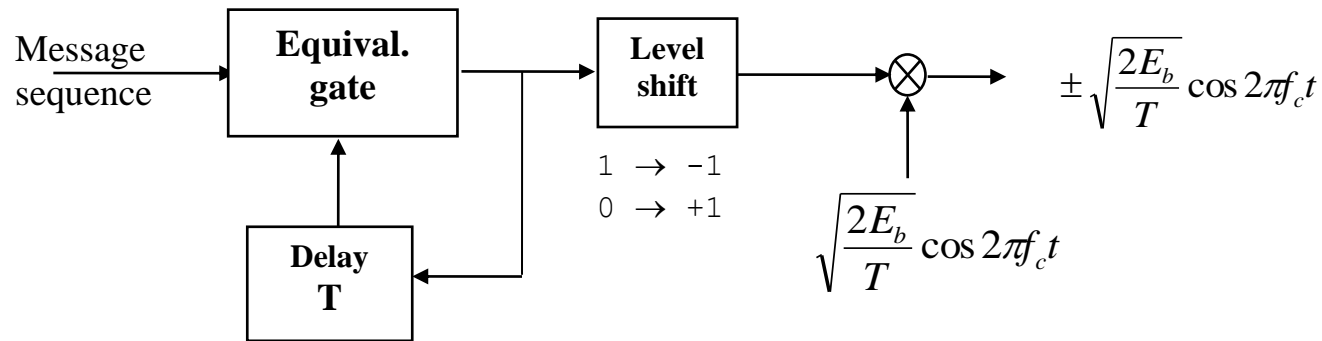 Message
sequence
Equival.
gate
Delay
T
Level
shift
1 → -1
0 → +1
√(2E_b/T) cos 2πf_c t
± √(2E_b/T) cos 2πf_c t